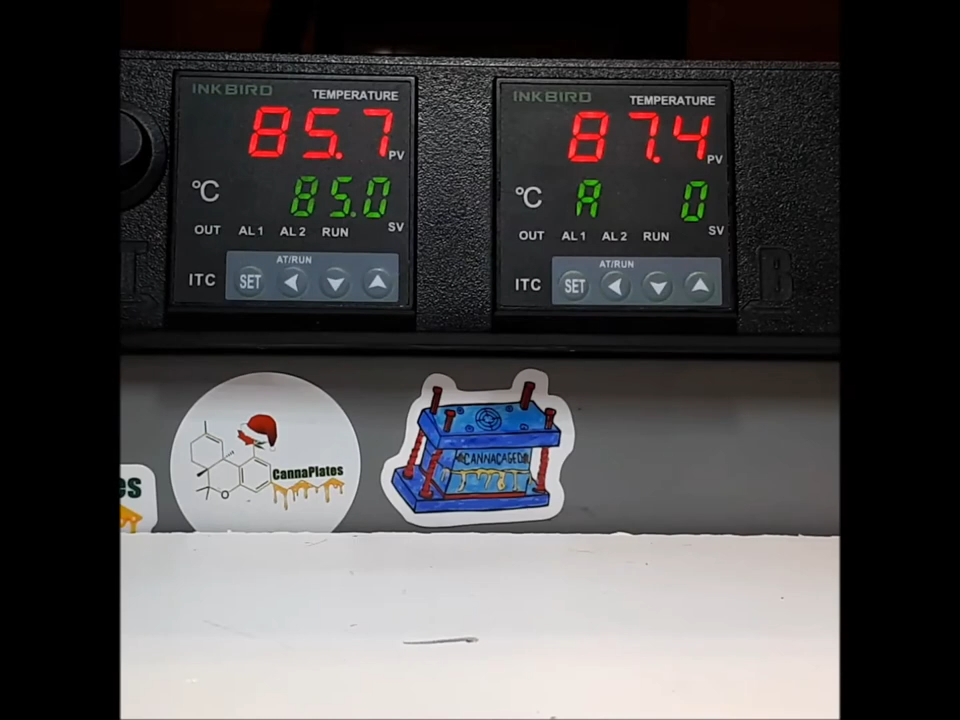 INKBIRD
TEMPERATURE
85.7
PV
°C
85.0
SV
OUT AL1 AL2 RUN
AT/RUN
ITC SET
INKBIRD
TEMPERATURE
87.4
PV
°C
A 0
SV
OUT AL1 AL2 RUN
AT/RUN
ITC SET
B
es
CannaPlates
O
CANNACAGED